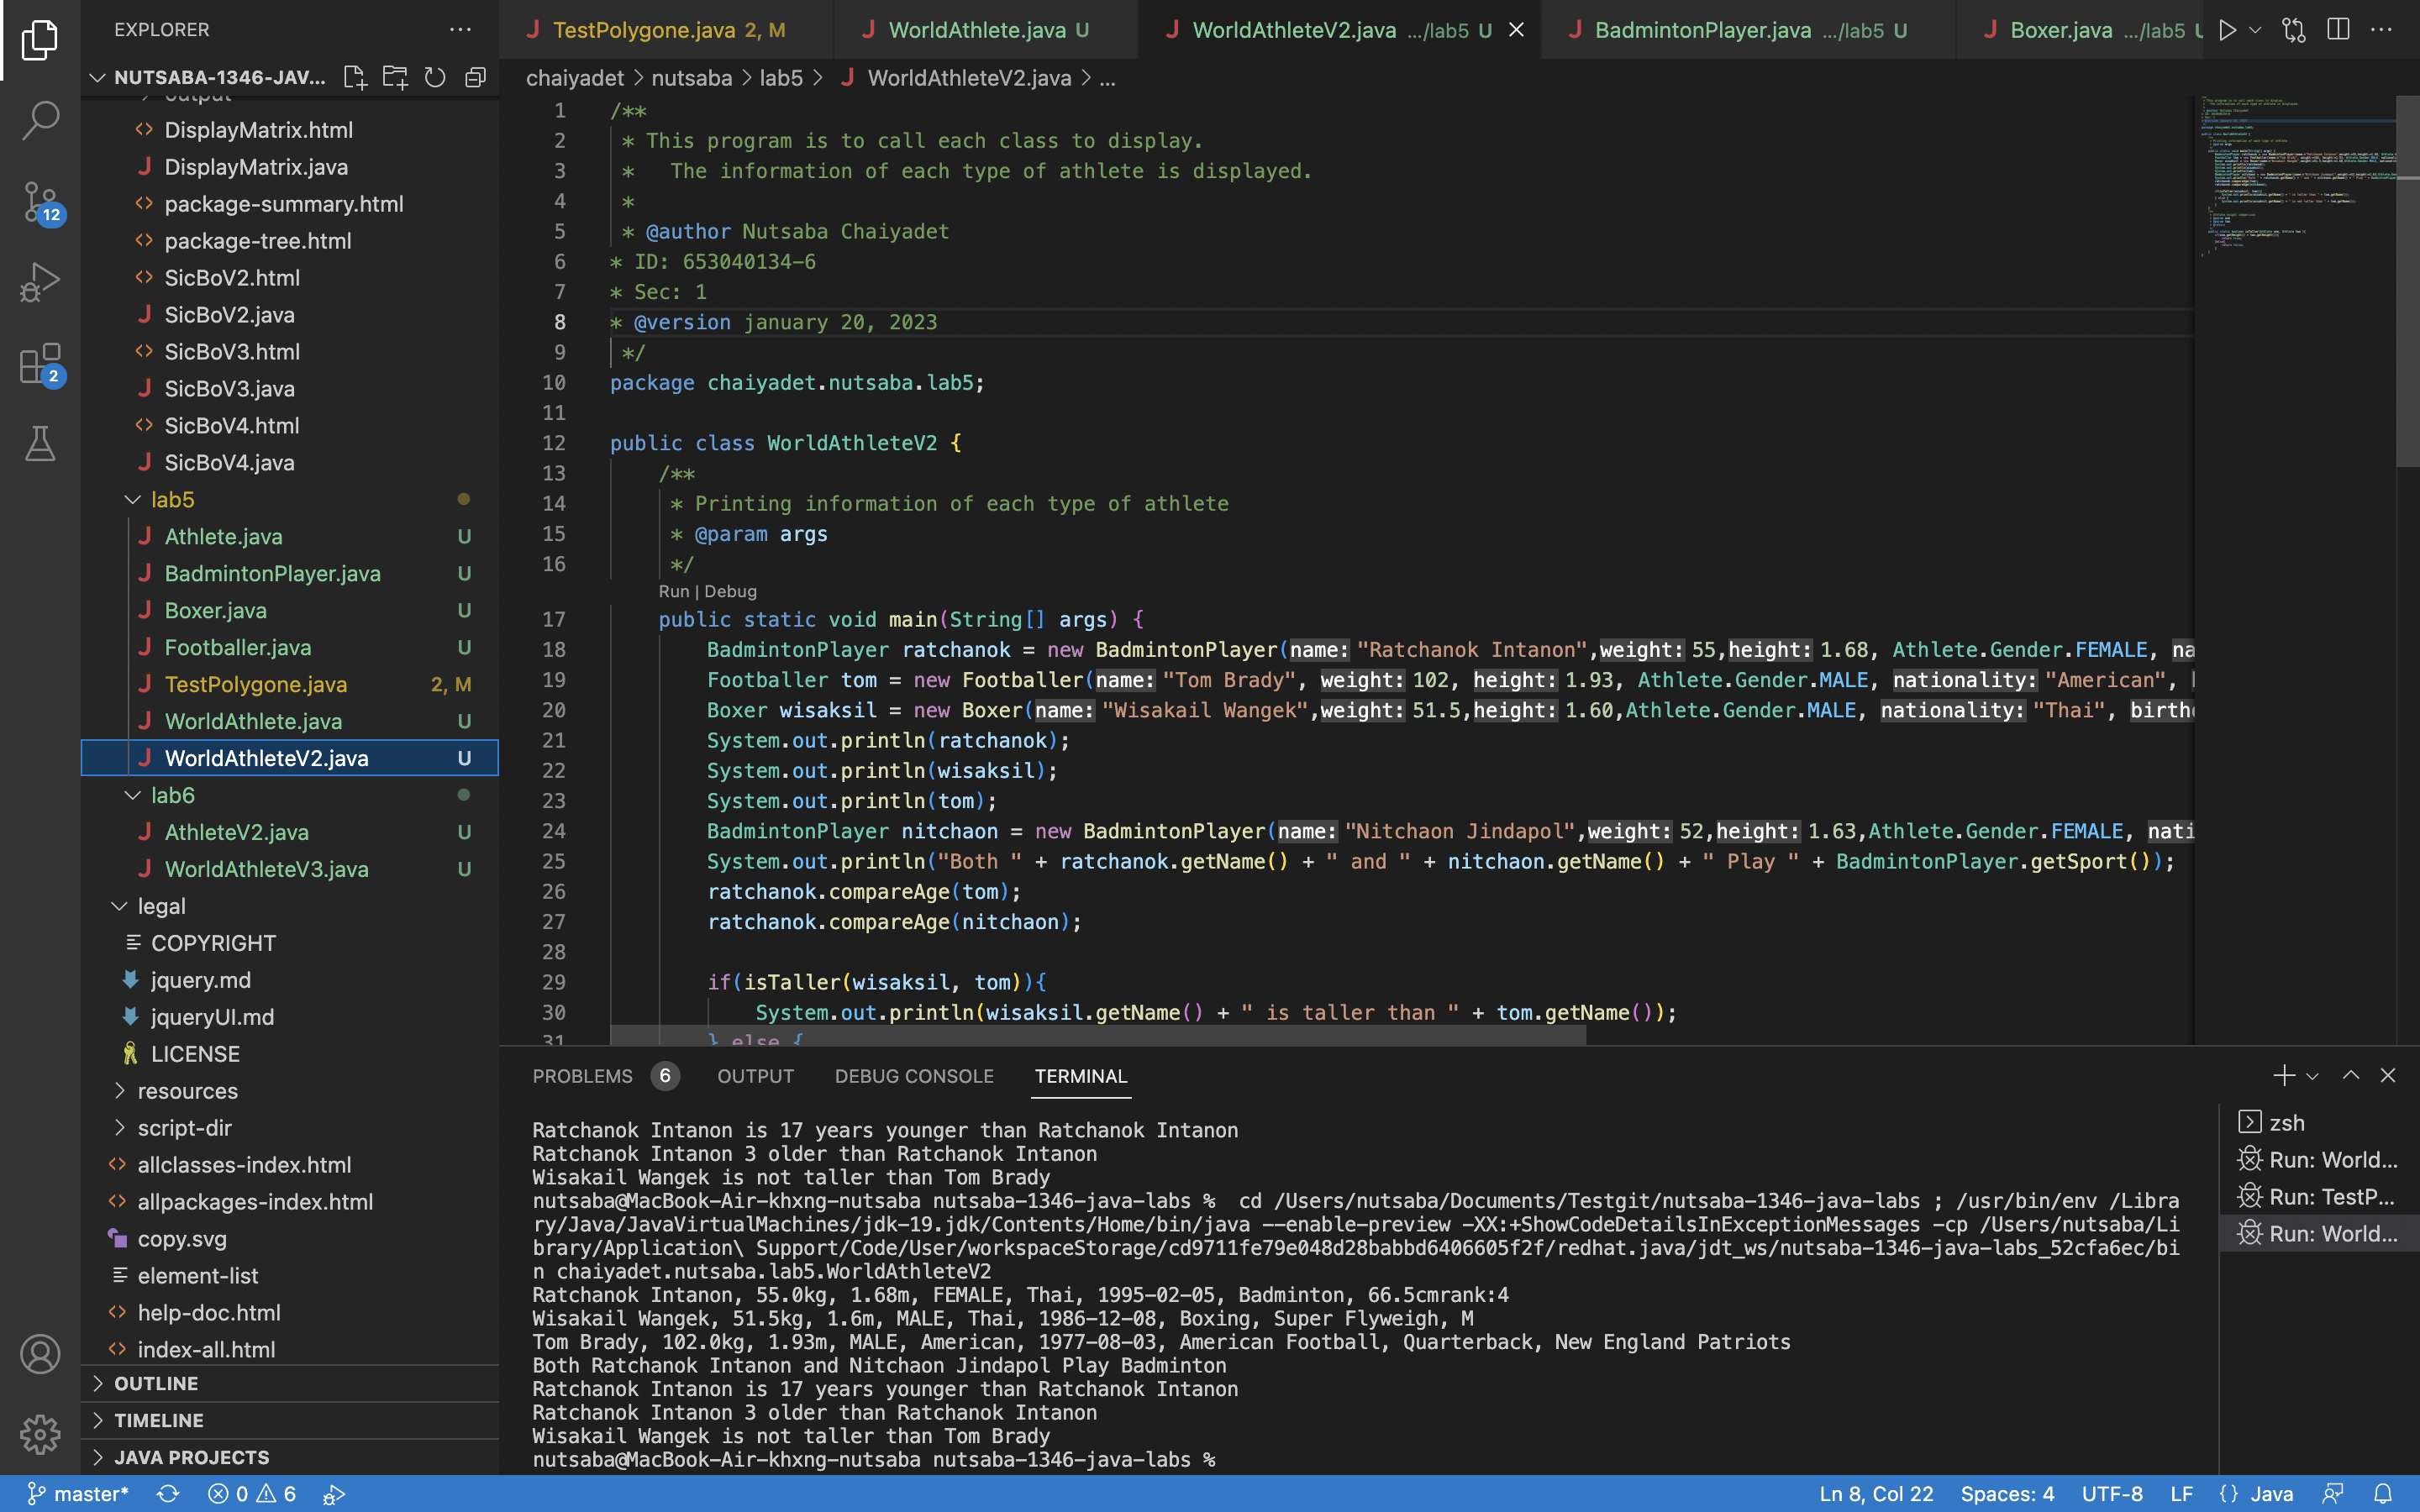 EXPLORER
NUTSABA-1346-JAV...
output
DisplayMatrix.html
DisplayMatrix.java
package-summary.html
package-tree.html
SicBoV2.html
SicBoV2.java
SicBoV3.html
SicBoV3.java
SicBoV4.html
SicBoV4.java
lab5
Athlete.java U
BadmintonPlayer.java U
Boxer.java U
Footballer.java U
TestPolygone.java 2, M
WorldAthlete.java U
WorldAthleteV2.java U
lab6
AthleteV2.java U
WorldAthleteV3.java U
legal
COPYRIGHT
jquery.md
jqueryUI.md
LICENSE
resources
script-dir
allclasses-index.html
allpackages-index.html
copy.svg
element-list
help-doc.html
index-all.html
OUTLINE
TIMELINE
JAVA PROJECTS
12
2
TestPolygone.java 2, M
WorldAthlete.java U
WorldAthleteV2.java .../lab5 U
BadmintonPlayer.java .../lab5 U
Boxer.java .../lab5 U
chaiyadet > nutsaba > lab5 > WorldAthleteV2.java > ...
1 /**
2 * This program is to call each class to display.
3 *   The information of each type of athlete is displayed.
4 *
5 * @author Nutsaba Chaiyadet
6 * ID: 653040134-6
7 * Sec: 1
8 * @version january 20, 2023
9 */
10 package chaiyadet.nutsaba.lab5;
11
12 public class WorldAthleteV2 {
13 /**
14 * Printing information of each type of athlete
15 * @param args
16 */
Run | Debug
17 public static void main(String[] args) {
18 BadmintonPlayer ratchanok = new BadmintonPlayer(name: "Ratchanok Intanon",weight: 55,height: 1.68, Athlete.Gender.FEMALE, na
19 Footballer tom = new Footballer(name: "Tom Brady", weight: 102, height: 1.93, Athlete.Gender.MALE, nationality: "American",
20 Boxer wisaksil = new Boxer(name: "Wisakail Wangek",weight: 51.5,height: 1.60,Athlete.Gender.MALE, nationality: "Thai", birth
21 System.out.println(ratchanok);
22 System.out.println(wisaksil);
23 System.out.println(tom);
24 BadmintonPlayer nitchaon = new BadmintonPlayer(name: "Nitchaon Jindapol",weight: 52,height: 1.63,Athlete.Gender.FEMALE, nati
25 System.out.println("Both " + ratchanok.getName() + " and " + nitchaon.getName() + " Play " + BadmintonPlayer.getSport());
26 ratchanok.compareAge(tom);
27 ratchanok.compareAge(nitchaon);
28
29 if(isTaller(wisaksil, tom)){
30 System.out.println(wisaksil.getName() + " is taller than " + tom.getName());
31 } else {
PROBLEMS 6 OUTPUT DEBUG CONSOLE TERMINAL
Ratchanok Intanon is 17 years younger than Ratchanok Intanon
Ratchanok Intanon 3 older than Ratchanok Intanon
Wisakail Wangek is not taller than Tom Brady
nutsaba@MacBook-Air-khxng-nutsaba nutsaba-1346-java-labs %  cd /Users/nutsaba/Documents/Testgit/nutsaba-1346-java-labs ; /usr/bin/env /Libra
ry/Java/JavaVirtualMachines/jdk-19.jdk/Contents/Home/bin/java --enable-preview -XX:+ShowCodeDetailsInExceptionMessages -cp /Users/nutsaba/Li
brary/Application\ Support/Code/User/workspaceStorage/cd9711fe79e048d28babbd6406605f2f/redhat.java/jdt_ws/nutsaba-1346-java-labs_52cfa6ec/bi
n chaiyadet.nutsaba.lab5.WorldAthleteV2
Ratchanok Intanon, 55.0kg, 1.68m, FEMALE, Thai, 1995-02-05, Badminton, 66.5cmrank:4
Wisakail Wangek, 51.5kg, 1.6m, MALE, Thai, 1986-12-08, Boxing, Super Flyweigh, M
Tom Brady, 102.0kg, 1.93m, MALE, American, 1977-08-03, American Football, Quarterback, New England Patriots
Both Ratchanok Intanon and Nitchaon Jindapol Play Badminton
Ratchanok Intanon is 17 years younger than Ratchanok Intanon
Ratchanok Intanon 3 older than Ratchanok Intanon
Wisakail Wangek is not taller than Tom Brady
nutsaba@MacBook-Air-khxng-nutsaba nutsaba-1346-java-labs %
zsh
Run: World...
Run: TestP...
Run: World...
master* 0 6 Ln 8, Col 22 Spaces: 4 UTF-8 LF {} Java